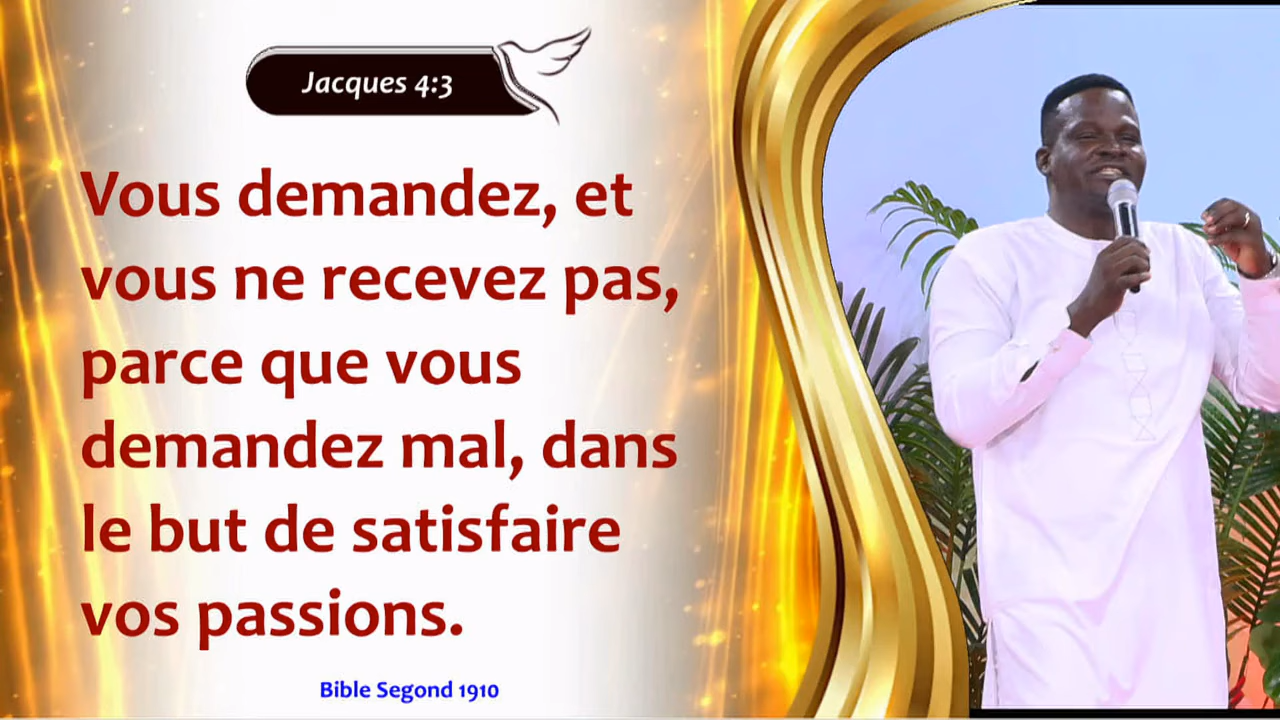 Jacques 4:3
Vous demandez, et
vous ne recevez pas,
parce que vous
demandez mal, dans
le but de satisfaire
vos passions.
Bible Segond 1910